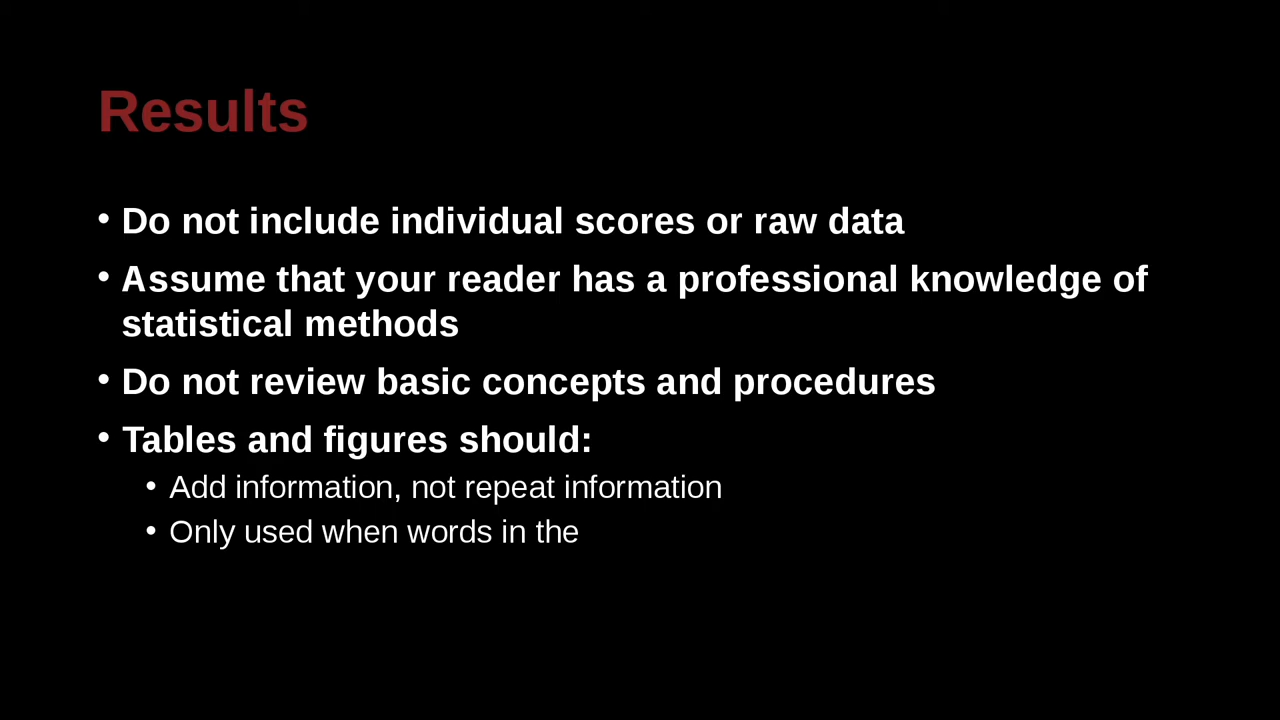 Results
• Do not include individual scores or raw data
• Assume that your reader has a professional knowledge of
statistical methods
• Do not review basic concepts and procedures
• Tables and figures should:
• Add information, not repeat information
• Only used when words in the